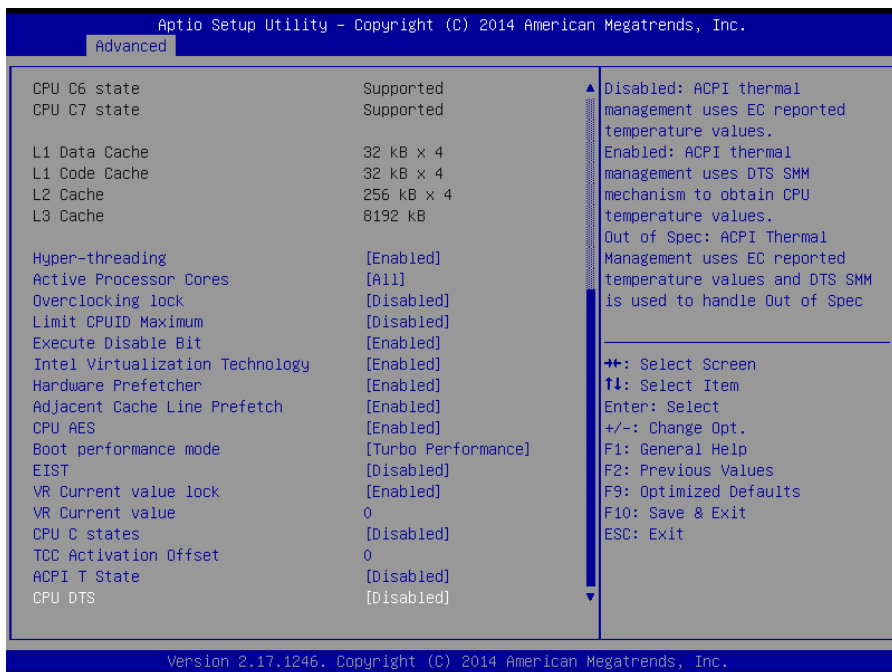 Aptio Setup Utility – Copyright (C) 2014 American Megatrends, Inc.
Advanced
CPU C6 state Supported
CPU C7 state Supported
L1 Data Cache 32 kB x 4
L1 Code Cache 32 kB x 4
L2 Cache 256 kB x 4
L3 Cache 8192 kB
Hyper-threading [Enabled]
Active Processor Cores [All]
Overclocking lock [Disabled]
Limit CPUID Maximum [Disabled]
Execute Disable Bit [Enabled]
Intel Virtualization Technology [Enabled]
Hardware Prefetcher [Enabled]
Adjacent Cache Line Prefetch [Enabled]
CPU AES [Enabled]
Boot performance mode [Turbo Performance]
EIST [Disabled]
VR Current value lock [Enabled]
VR Current value 0
CPU C states [Disabled]
TCC Activation Offset 0
ACPI T State [Disabled]
CPU DTS [Disabled]
Disabled: ACPI thermal
management uses EC reported
temperature values.
Enabled: ACPI thermal
management uses DTS SMM
mechanism to obtain CPU
temperature values.
Out of Spec: ACPI Thermal
Management uses EC reported
temperature values and DTS SMM
is used to handle Out of Spec
→←: Select Screen
↑↓: Select Item
Enter: Select
+/-: Change Opt.
F1: General Help
F2: Previous Values
F9: Optimized Defaults
F10: Save & Exit
ESC: Exit
Version 2.17.1246. Copyright (C) 2014 American Megatrends, Inc.